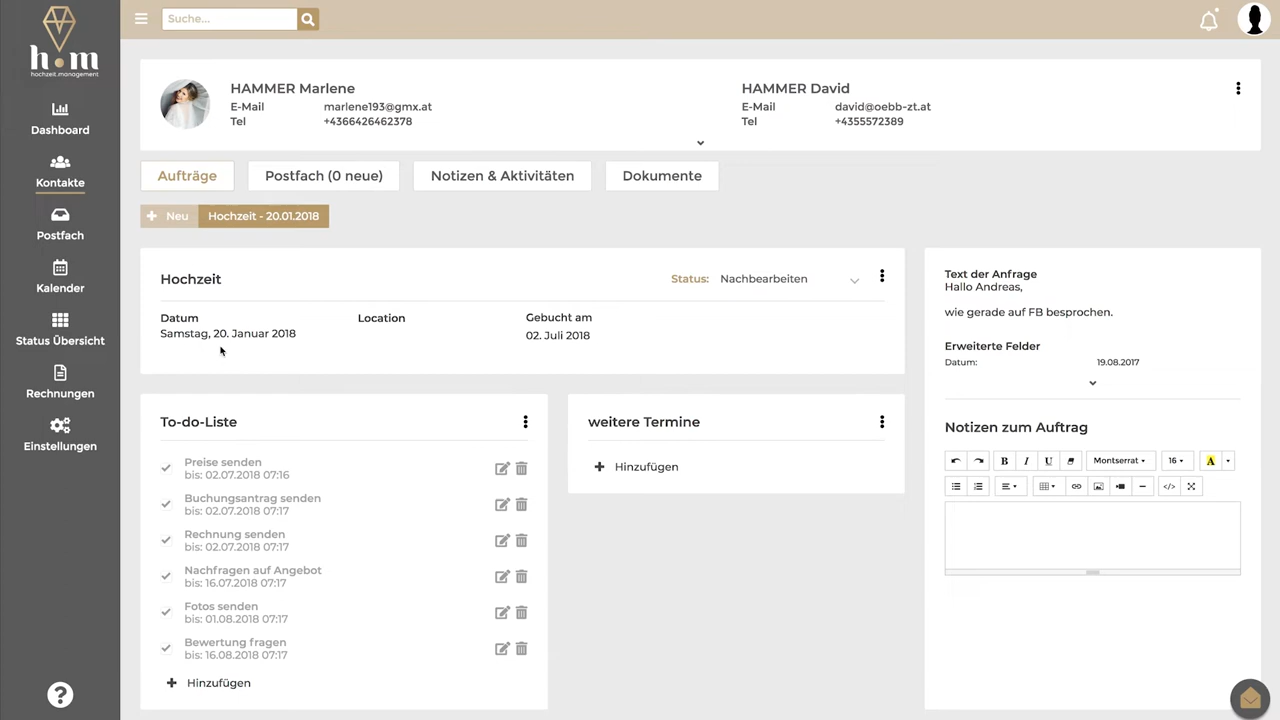 Suche...
h.m
hochzeit.management
Dashboard
Kontakte
Postfach
Kalender
Status Übersicht
Rechnungen
Einstellungen
?
HAMMER Marlene
E-Mail marlene193@gmx.at
Tel +4366426462378
HAMMER David
E-Mail david@oebb-zt.at
Tel +4355572389
Aufträge
Postfach (0 neue)
Notizen & Aktivitäten
Dokumente
+ Neu
Hochzeit - 20.01.2018
Hochzeit
Status: Nachbearbeiten
Datum
Samstag, 20. Januar 2018
Location
Gebucht am
02. Juli 2018
To-do-Liste
Preise senden
bis: 02.07.2018 07:16
Buchungsantrag senden
bis: 02.07.2018 07:17
Rechnung senden
bis: 02.07.2018 07:17
Nachfragen auf Angebot
bis: 16.07.2018 07:17
Fotos senden
bis: 01.08.2018 07:17
Bewertung fragen
bis: 16.08.2018 07:17
+ Hinzufügen
weitere Termine
+ Hinzufügen
Text der Anfrage
Hallo Andreas,
wie gerade auf FB besprochen.
Erweiterte Felder
Datum: 19.08.2017
Notizen zum Auftrag
B I U Montserrat 16 A
</>